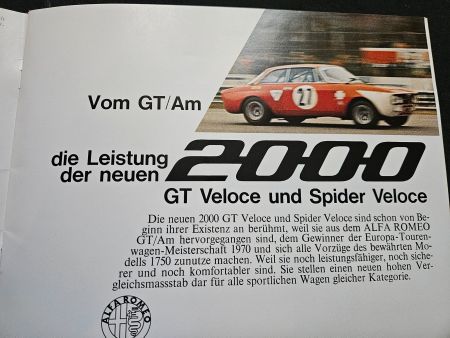 27
Vom GT/Am
die Leistung
der neuen 2000
GT Veloce und Spider Veloce
Die neuen 2000 GT Veloce und Spider Veloce sind schon von Be-
ginn ihrer Existenz an berühmt, weil sie aus dem ALFA ROMEO
GT/Am hervorgegangen sind, dem Gewinner der Europa-Touren-
wagen-Meisterschaft 1970 und sich alle Vorzüge des bewährten Mo-
dells 1750 zunutze machen. Weil sie noch leistungsfähiger, noch siche-
rer und noch komfortabler sind. Sie stellen einen neuen hohen Ver-
gleichsmassstab dar für alle sportlichen Wagen gleicher Kategorie.
ALFA ROMEO